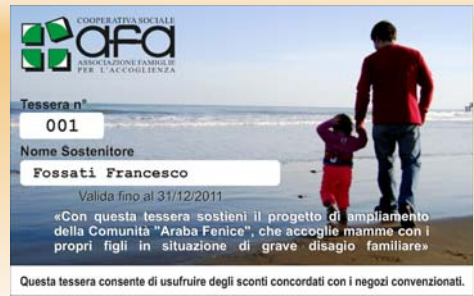 COOPERATIVA SOCIALE
afa
ASSOCIAZIONE FAMIGLIE
PER L'ACCOGLIENZA
Tessera n°
001
Nome Sostenitore
Fossati Francesco
Valida fino al 31/12/2011
«Con questa tessera sostieni il progetto di ampliamento
della Comunità "Araba Fenice", che accoglie mamme con i
propri figli in situazione di grave disagio familiare»
Questa tessera consente di usufruire degli sconti concordati con i negozi convenzionati.